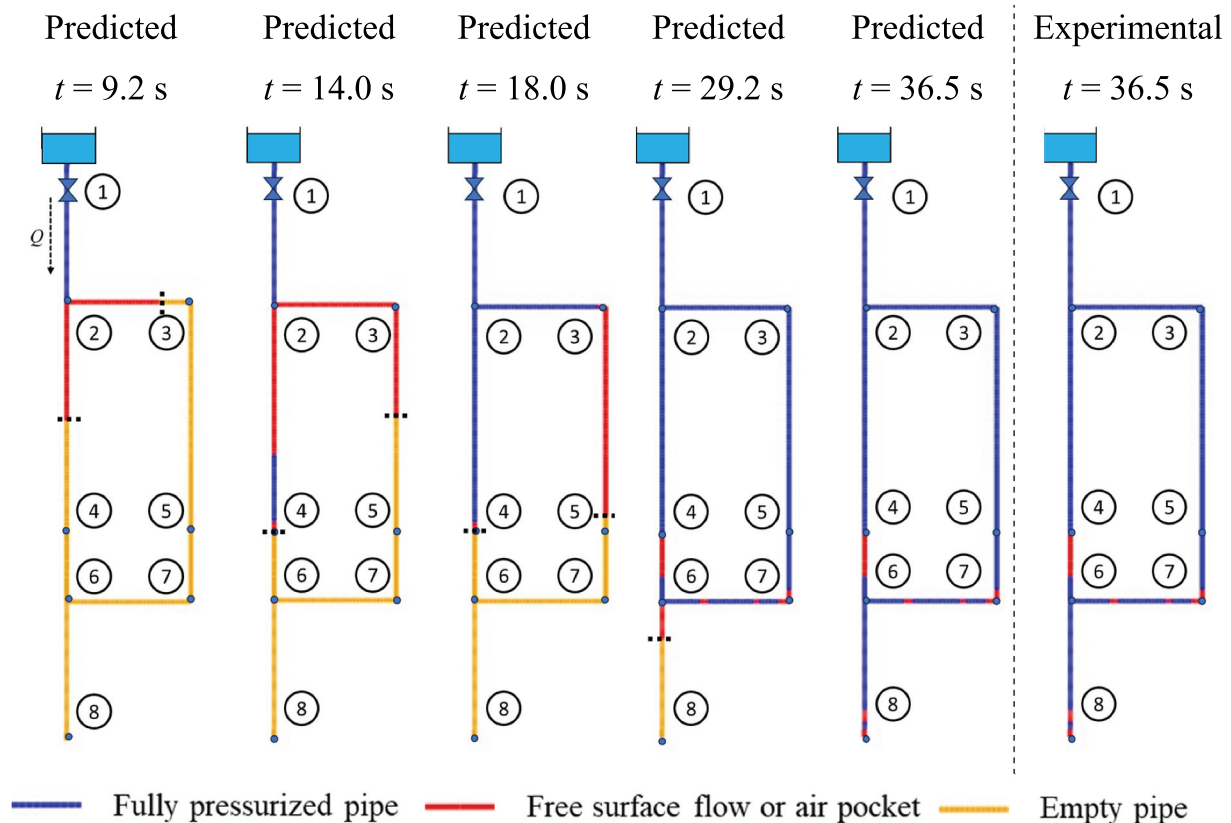 Predicted Predicted Predicted Predicted Predicted Experimental
t = 9.2 s t = 14.0 s t = 18.0 s t = 29.2 s t = 36.5 s t = 36.5 s
1 1 1 1 1 1
Q
2 3 2 3 2 3 2 3 2 3 2 3
4 5 4 5 4 5 4 5 4 5 4 5
6 7 6 7 6 7 6 7 6 7 6 7
8 8 8 8 8 8
Fully pressurized pipe Free surface flow or air pocket Empty pipe